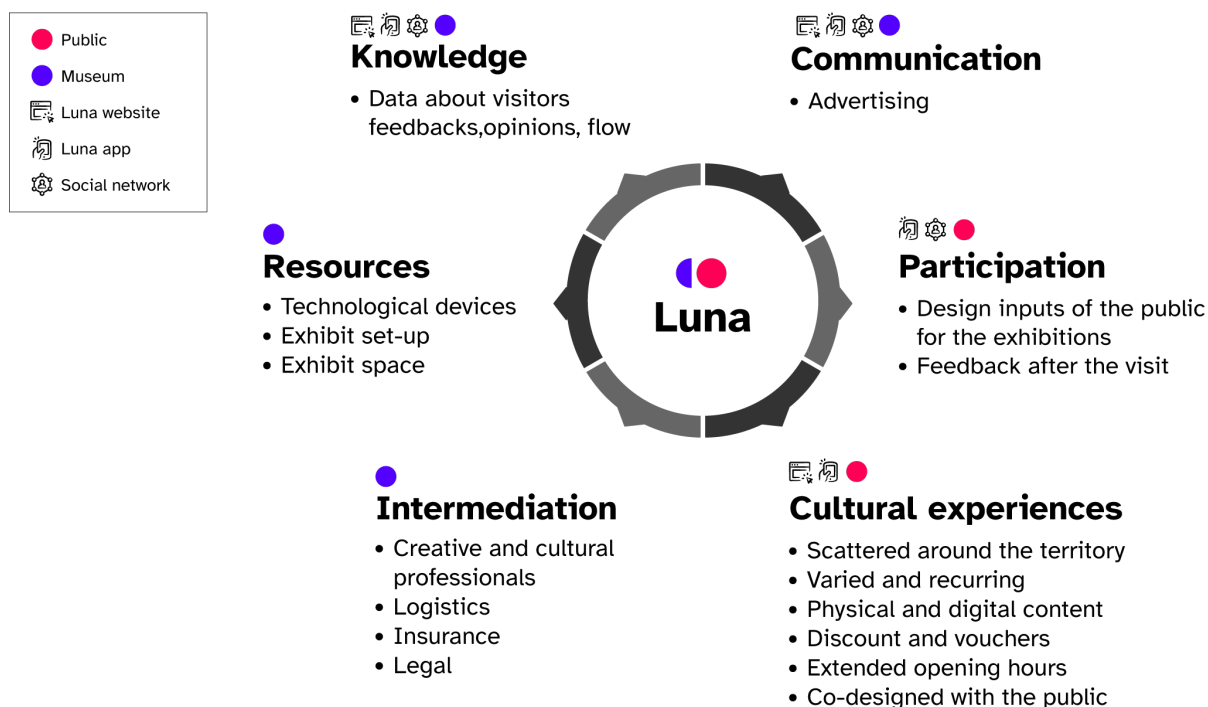 Public
Museum
Luna website
Luna app
Social network
Knowledge
• Data about visitors
feedbacks,opinions, flow
Communication
• Advertising
Resources
• Technological devices
• Exhibit set-up
• Exhibit space
Luna
Participation
• Design inputs of the public
for the exhibitions
• Feedback after the visit
Intermediation
• Creative and cultural
professionals
• Logistics
• Insurance
• Legal
Cultural experiences
• Scattered around the territory
• Varied and recurring
• Physical and digital content
• Discount and vouchers
• Extended opening hours
• Co-designed with the public